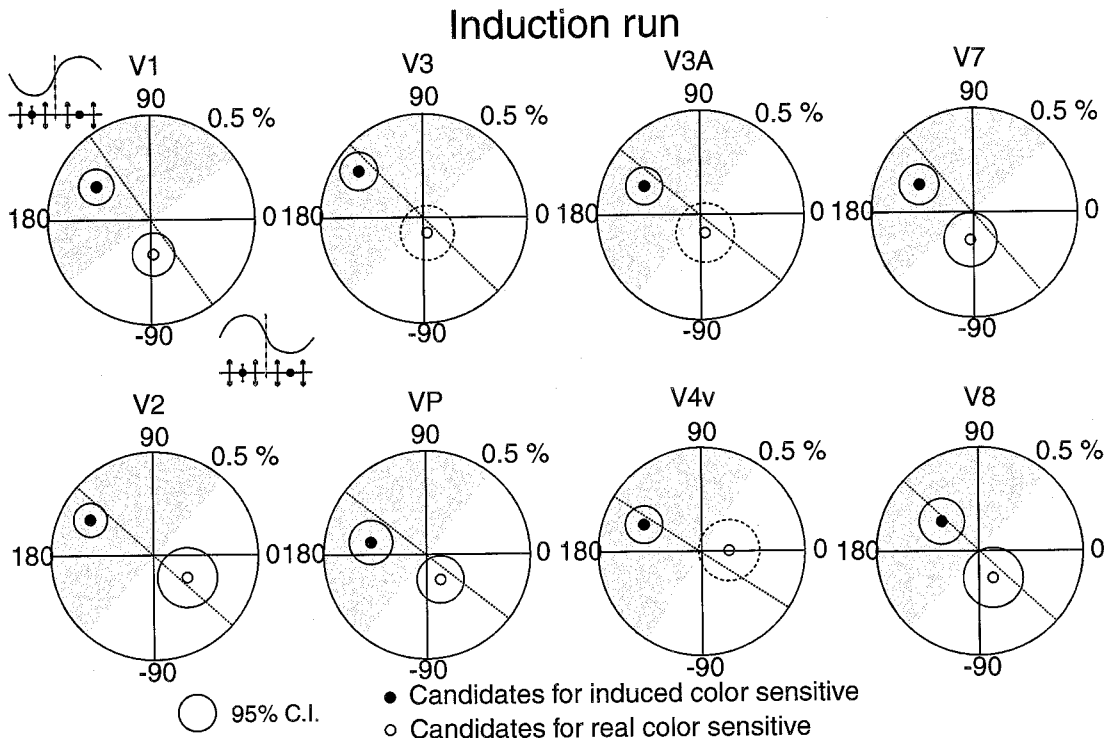 Induction run
V1 V3 V3A V7
90 0.5 % 90 0.5 % 90 0.5 % 90 0.5 %
180 0 180 0 180 0 180 0
-90 -90 -90 -90
V2 VP V4v V8
90 0.5 % 90 0.5 % 90 0.5 % 90 0.5 %
180 0 180 0 180 0 180 0
-90 -90 -90 -90
95% C.I.
Candidates for induced color sensitive
Candidates for real color sensitive